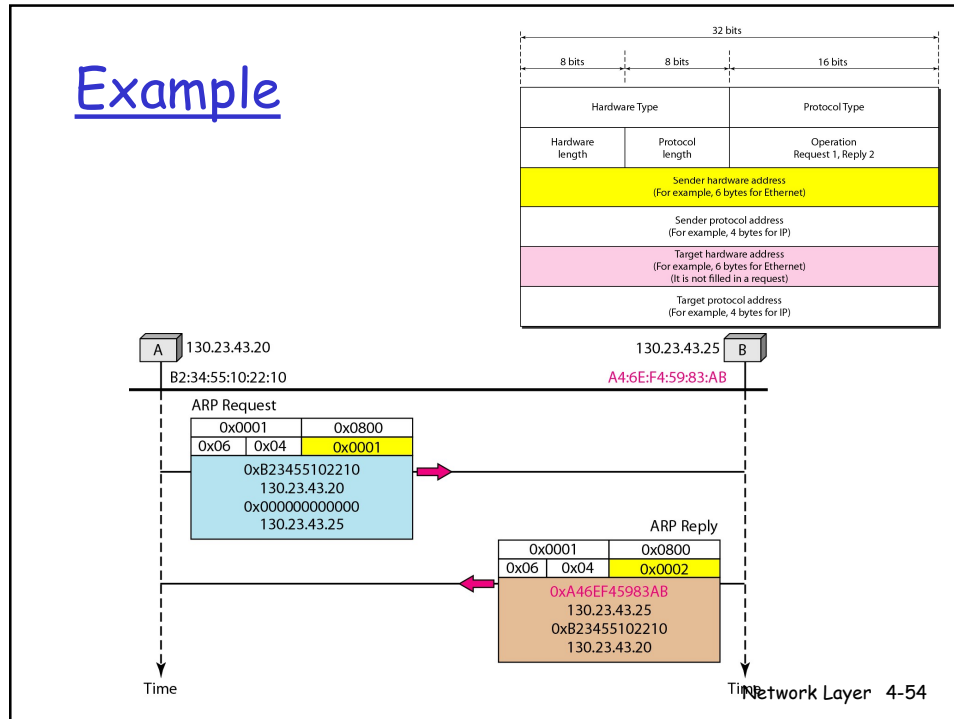 Example
32 bits
8 bits 8 bits 16 bits
Hardware Type Protocol Type
Hardware length Protocol length Operation Request 1, Reply 2
Sender hardware address
(For example, 6 bytes for Ethernet)
Sender protocol address
(For example, 4 bytes for IP)
Target hardware address
(For example, 6 bytes for Ethernet)
(It is not filled in a request)
Target protocol address
(For example, 4 bytes for IP)
A 130.23.43.20 130.23.43.25 B
B2:34:55:10:22:10 A4:6E:F4:59:83:AB
ARP Request
0x0001 0x0800
0x06 0x04 0x0001
0xB23455102210
130.23.43.20
0x000000000000
130.23.43.25
ARP Reply
0x0001 0x0800
0x06 0x04 0x0002
0xA46EF45983AB
130.23.43.25
0xB23455102210
130.23.43.20
Time Time
Network Layer 4-54